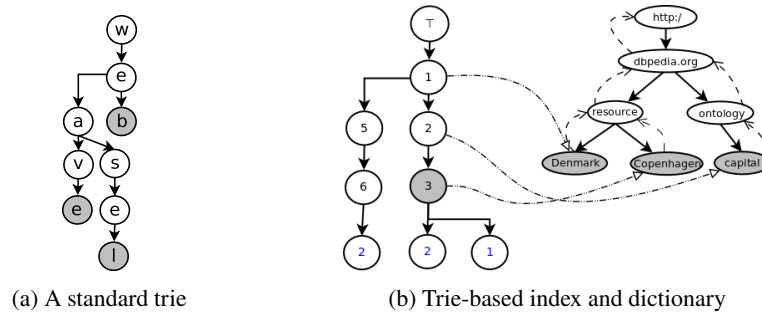 w
e
a b
v s
e e
l
(a) A standard trie
⊤
1
5 2
6 3
2 2 1
http:/
dbpedia.org
resource ontology
Denmark Copenhagen capital
(b) Trie-based index and dictionary